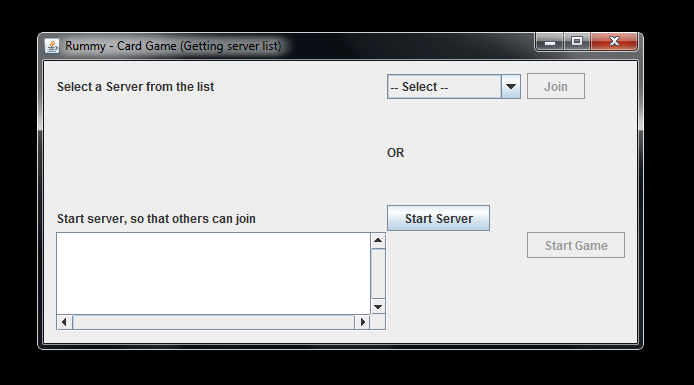 Rummy - Card Game (Getting server list)
Select a Server from the list
-- Select --
Join
OR
Start server, so that others can join
Start Server
Start Game